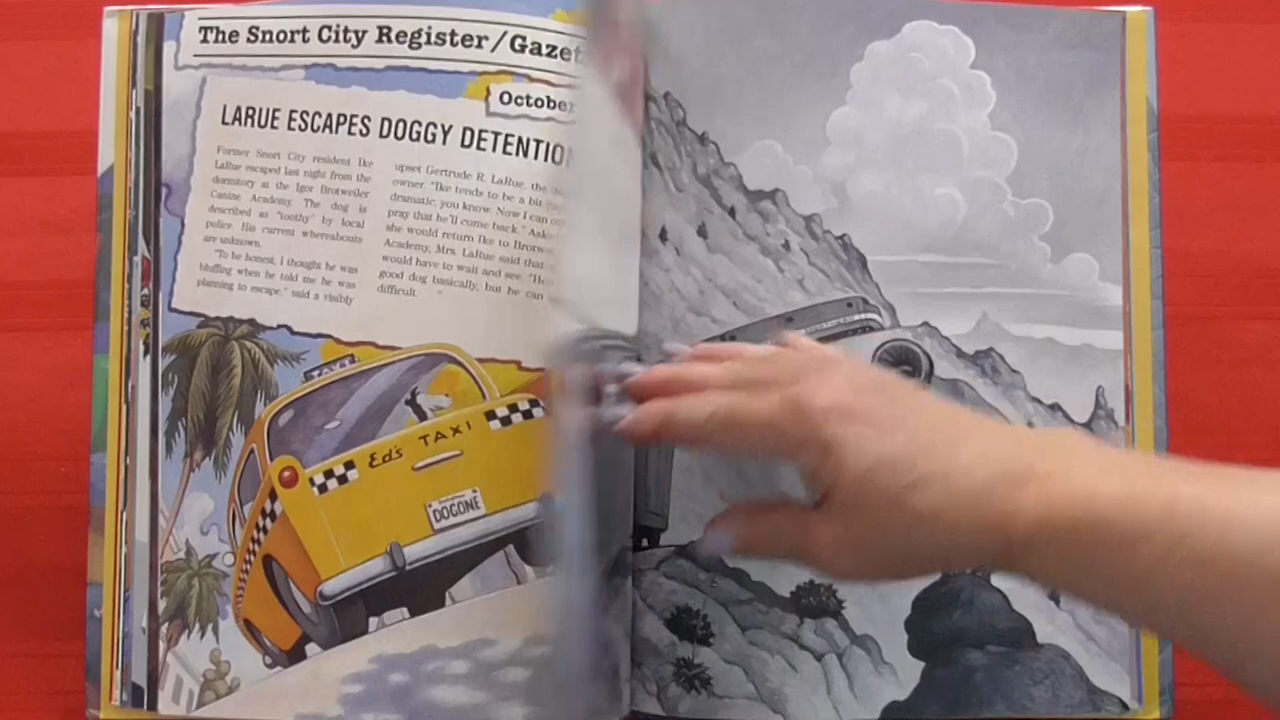 The Snort City Register/Gazet
October
LARUE ESCAPES DOGGY DETENTIO
Former Snort City resident Ike
LaRue escaped last night from the
dormitory at the Igor Brotweiler
Canine Academy. The dog is
described as "toothy" by local
police. His current whereabouts
are unknown.
"To be honest, I thought he was
bluffing when he told me he was
planning to escape," said a visibly
upset Gertrude R. LaRue, the
owner. "Ike tends to be a bit
dramatic, you know. Now I can
pray that he'll come back." Asked
she would return Ike to Brotw
Academy, Mrs. LaRue said that
would have to wait and see. "He
good dog basically, but he can
difficult.
TAXI
Ed's TAXI
DOGONE